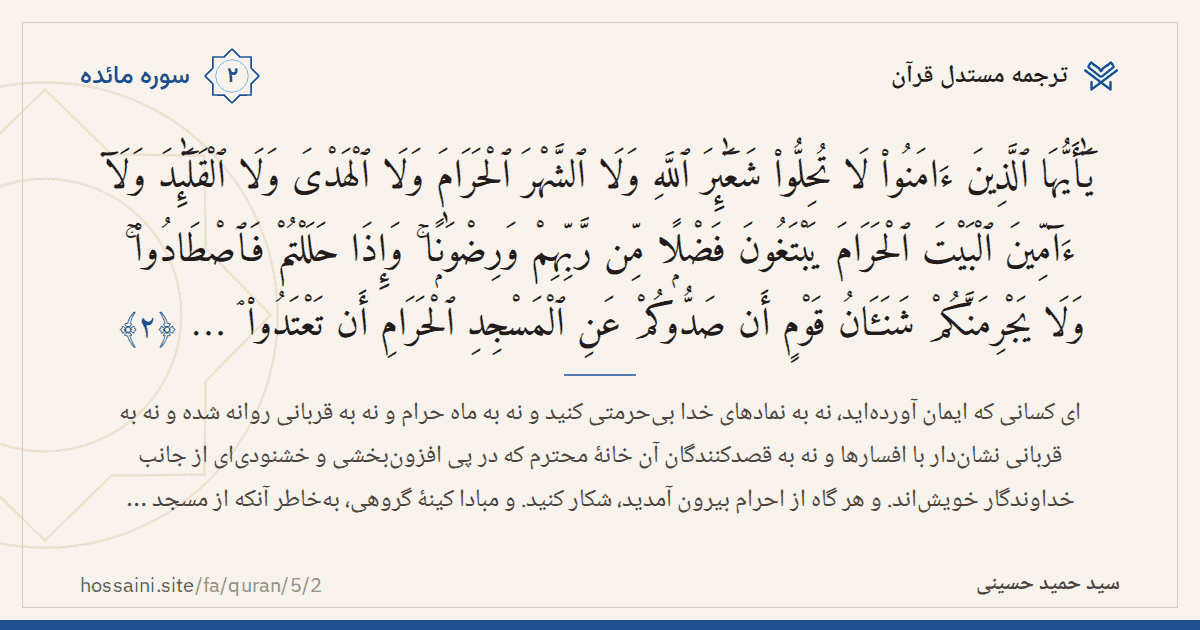 ترجمه مستدل قرآن
۲ سوره مائده
يَـٰٓأَيُّهَا ٱلَّذِينَ ءَامَنُوا۟ لَا تُحِلُّوا۟ شَعَـٰٓئِرَ ٱللَّهِ وَلَا ٱلشَّهْرَ ٱلْحَرَامَ وَلَا ٱلْهَدْىَ وَلَا ٱلْقَلَـٰٓئِدَ وَلَآ
ءَآمِّينَ ٱلْبَيْتَ ٱلْحَرَامَ يَبْتَغُونَ فَضْلًۭا مِّن رَّبِّهِمْ وَرِضْوَٰنًۭا ۚ وَإِذَا حَلَلْتُمْ فَٱصْطَادُوا۟ ۚ
وَلَا يَجْرِمَنَّكُمْ شَنَـَٔانُ قَوْمٍ أَن صَدُّوكُمْ عَنِ ٱلْمَسْجِدِ ٱلْحَرَامِ أَن تَعْتَدُوا۟ ۘ ... ﴿۲﴾
ای کسانی که ایمان آورده‌اید، نه به نمادهای خدا بی‌حرمتی کنید و نه به ماه حرام و نه به قربانی روانه شده و نه به
قربانی نشان‌دار با افسارها و نه به قصدکنندگان آن خانهٔ محترم که در پی افزون‌بخشی و خشنودی‌ای از جانب
خداوندگار خویش‌اند. و هر گاه از احرام بیرون آمدید، شکار کنید. و مبادا کینهٔ گروهی، به‌خاطر آنکه از مسجد ...
سید حمید حسینی
hossaini.site/fa/quran/5/2